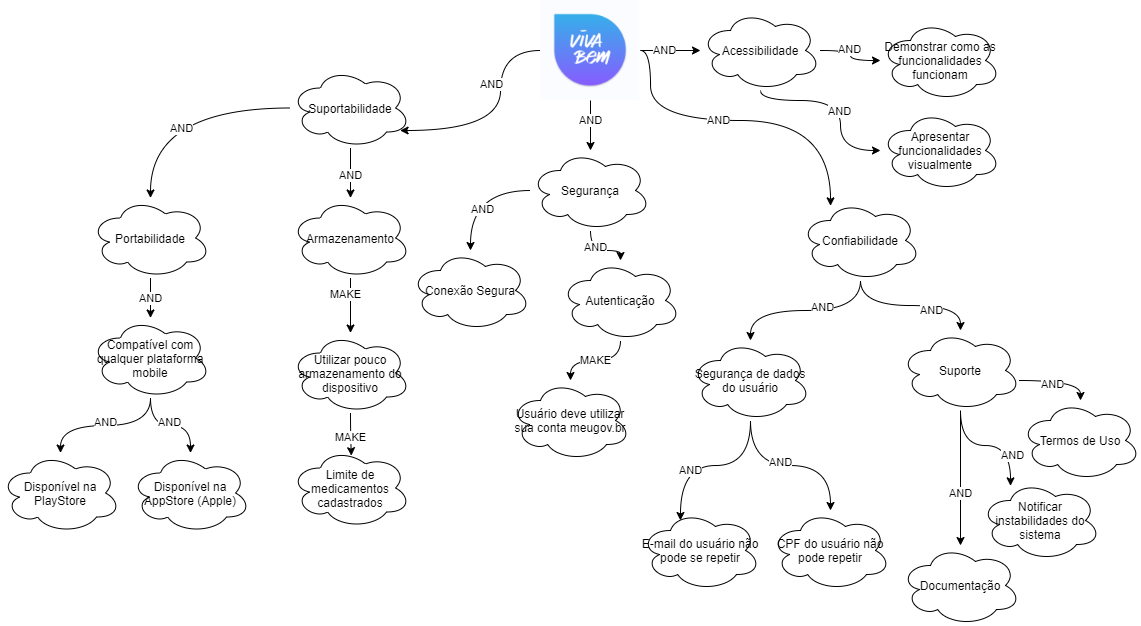 VIVA
BEM
AND
Acessibilidade
AND
Demonstrar como as
funcionalidades
funcionam
AND
Apresentar
funcionalidades
visualmente
AND
Suportabilidade
AND
Portabilidade
AND
Compatível com
qualquer plataforma
mobile
AND
Disponível na
PlayStore
AND
Disponível na
AppStore (Apple)
AND
Armazenamento
MAKE
Utilizar pouco
armazenamento do
dispositivo
MAKE
Limite de
medicamentos
cadastrados
AND
Segurança
AND
Conexão Segura
AND
Autenticação
MAKE
Usuário deve utilizar
sua conta meugov.br
AND
Confiabilidade
AND
Segurança de dados
do usuário
AND
E-mail do usuário não
pode se repetir
AND
CPF do usuário não
pode repetir
AND
Suporte
AND
Termos de Uso
AND
Notificar
instabilidades do
sistema
AND
Documentação